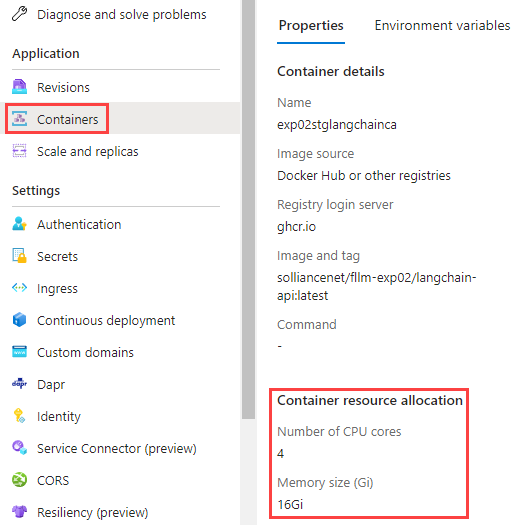 Diagnose and solve problems
Application
Revisions
Containers
Scale and replicas
Settings
Authentication
Secrets
Ingress
Continuous deployment
Custom domains
dapr
Dapr
Identity
Service Connector (preview)
CORS
Resiliency (preview)
Properties
Environment variables
Container details
Name
exp02stglangchainca
Image source
Docker Hub or other registries
Registry login server
ghcr.io
Image and tag
solliancenet/fllm-exp02/langchain-
api:latest
Command
-
Container resource allocation
Number of CPU cores
4
Memory size (Gi)
16Gi